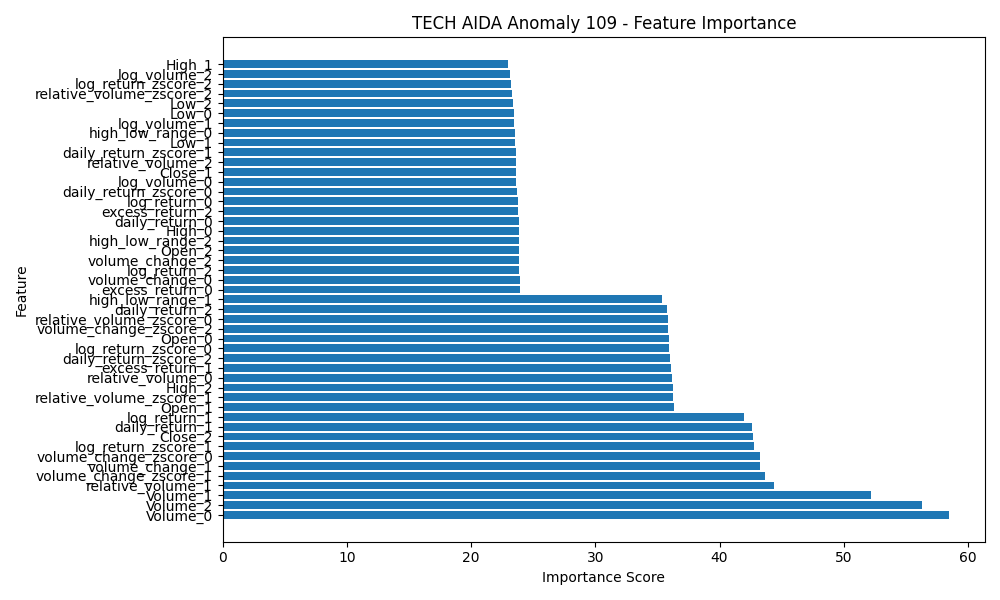 TECH AIDA Anomaly 109 - Feature Importance
High_1
log_volume_2
log_return_zscore_2
relative_volume_zscore_2
Low_2
Low_0
log_volume_1
high_low_range_0
Low_1
daily_return_zscore_1
relative_volume_2
Close_1
log_volume_0
daily_return_zscore_0
log_return_0
excess_return_2
daily_return_0
High_0
high_low_range_2
Open_2
volume_change_2
log_return_2
volume_change_0
excess_return_0
high_low_range_1
daily_return_2
relative_volume_zscore_0
volume_change_zscore_2
Open_0
log_return_zscore_0
daily_return_zscore_2
excess_return_1
relative_volume_0
High_2
relative_volume_zscore_1
Open_1
log_return_1
daily_return_1
Close_2
log_return_zscore_1
volume_change_zscore_0
volume_change_1
volume_change_zscore_1
relative_volume_1
Volume_1
Volume_2
Volume_0
Feature
0 10 20 30 40 50 60
Importance Score